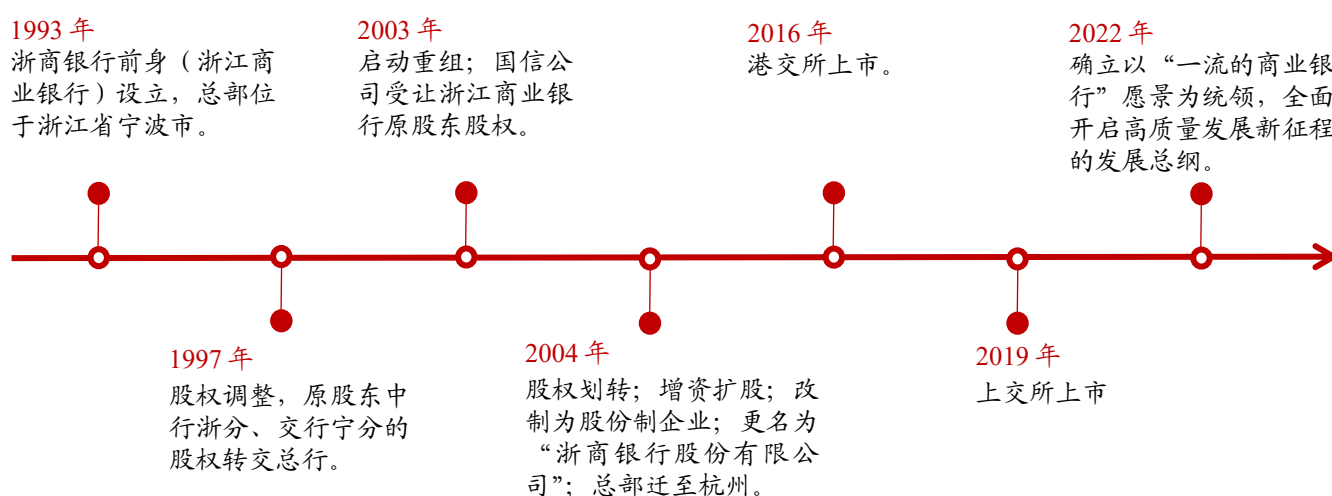 1993 年
浙商银行前身（浙江商
业银行）设立，总部位
于浙江省宁波市。
1997 年
股权调整，原股东中
行浙分、交行宁分的
股权转交总行。
2003 年
启动重组；国信公
司受让浙江商业银
行原股东股权。
2004 年
股权划转；增资扩股；改
制为股份制企业；更名为
“浙商银行股份有限公
司”；总部迁至杭州。
2016 年
港交所上市。
2019 年
上交所上市
2022 年
确立以“一流的商业银
行”愿景为统领，全面
开启高质量发展新征程
的发展总纲。